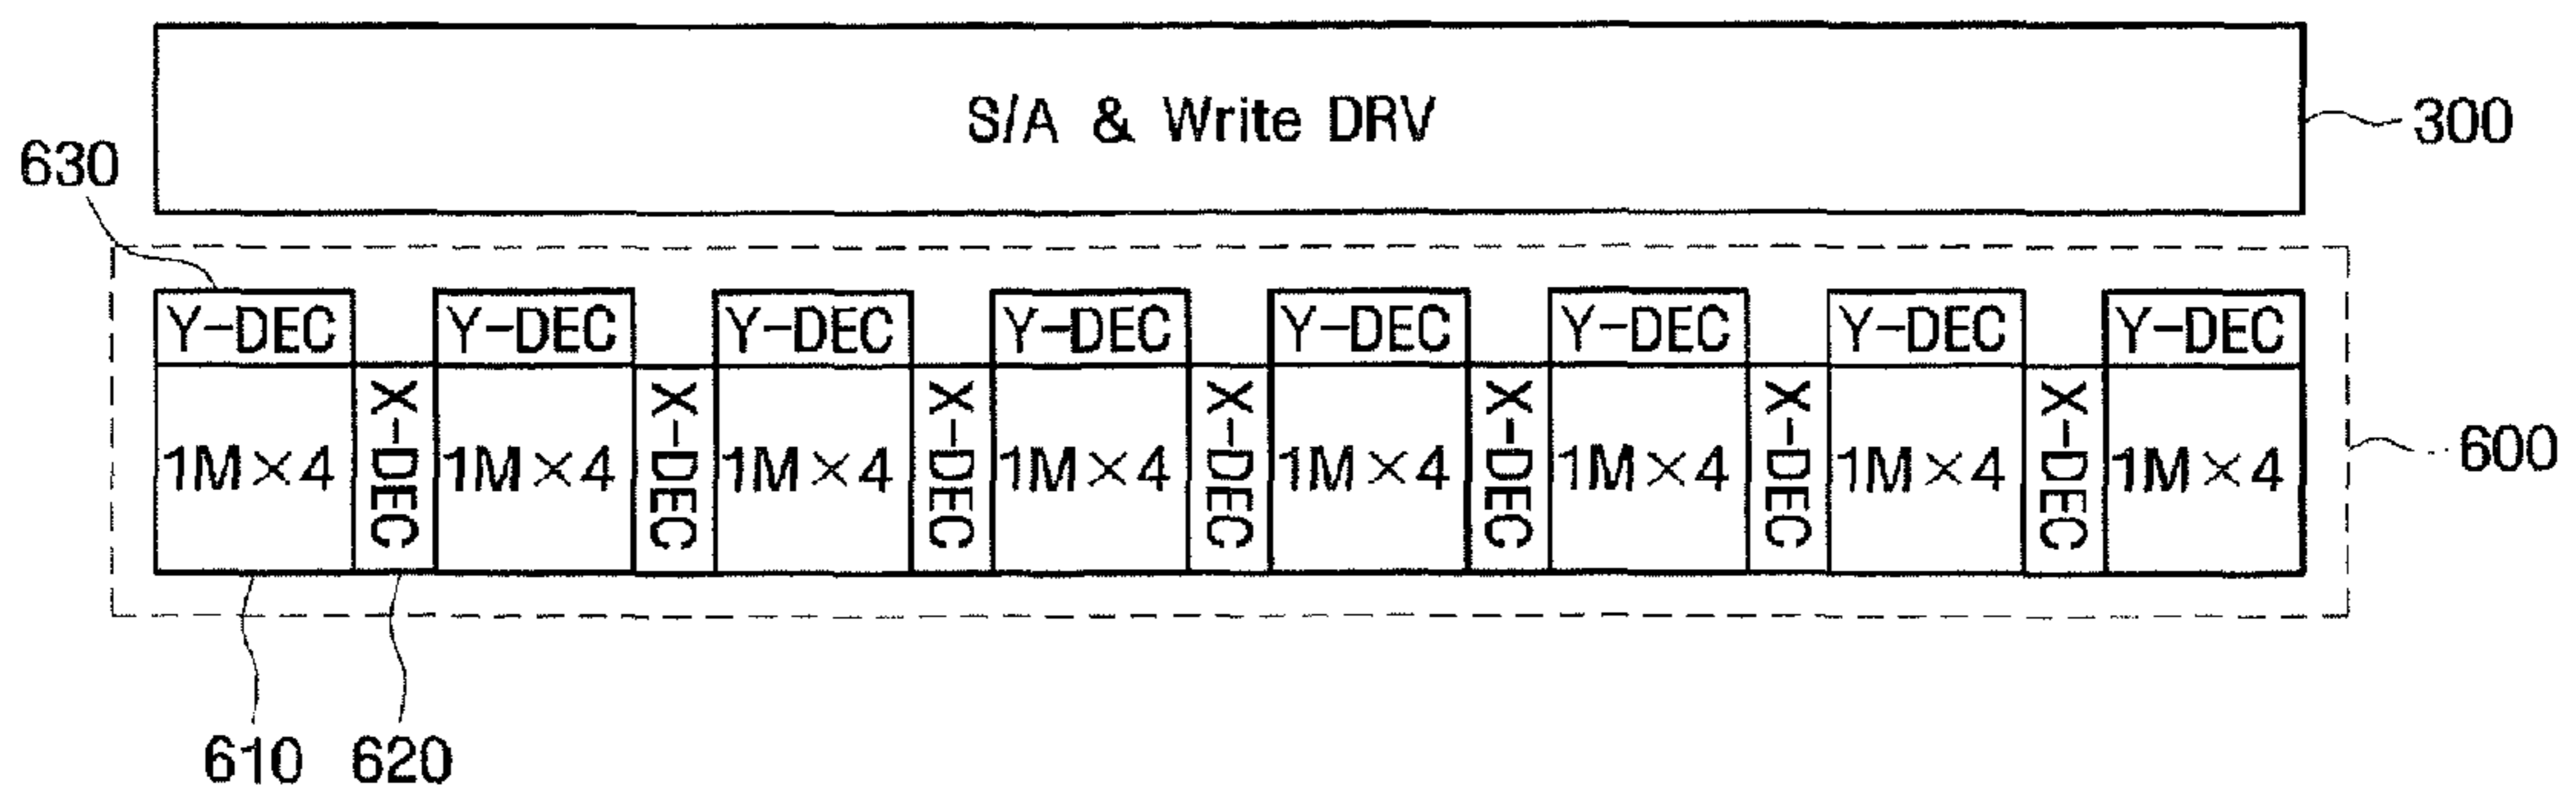 S/A & Write DRV
300
630
Y-DEC Y-DEC Y-DEC Y-DEC Y-DEC Y-DEC Y-DEC Y-DEC
1M×4 X-DEC 1M×4 X-DEC 1M×4 X-DEC 1M×4 X-DEC 1M×4 X-DEC 1M×4 X-DEC 1M×4 X-DEC 1M×4
600
610 620